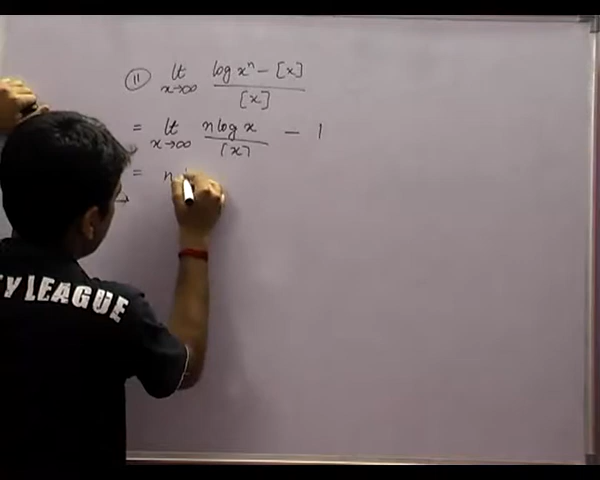 11 lt x→∞ log xⁿ - [x] / [x]
= lt x→∞ n log x / [x] - 1
= n
→
Y LEAGUE